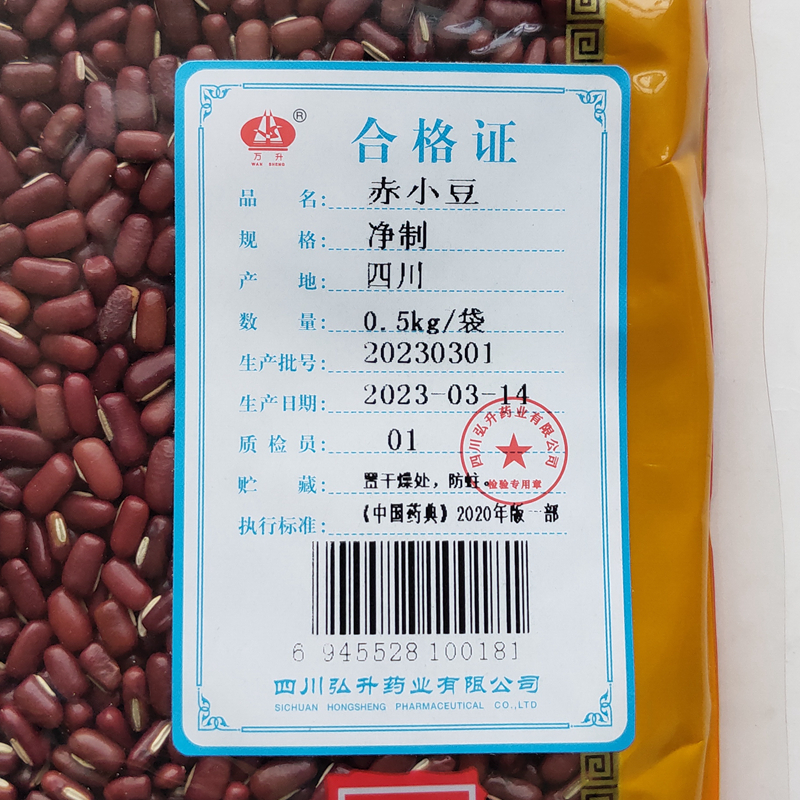 ®
万升
WAN SHENG
合格证
品名：赤小豆
规格：净制
产地：四川
数量：0.5kg/袋
生产批号：20230301
生产日期：2023-03-14
质检员：01
贮藏：置干燥处，防蛀。
执行标准：《中国药典》2020年版一部
四川弘升药业有限公司
检验专用章
6 945528 100181
四川弘升药业有限公司
SICHUAN HONGSHENG PHARMACEUTICAL CO.,LTD